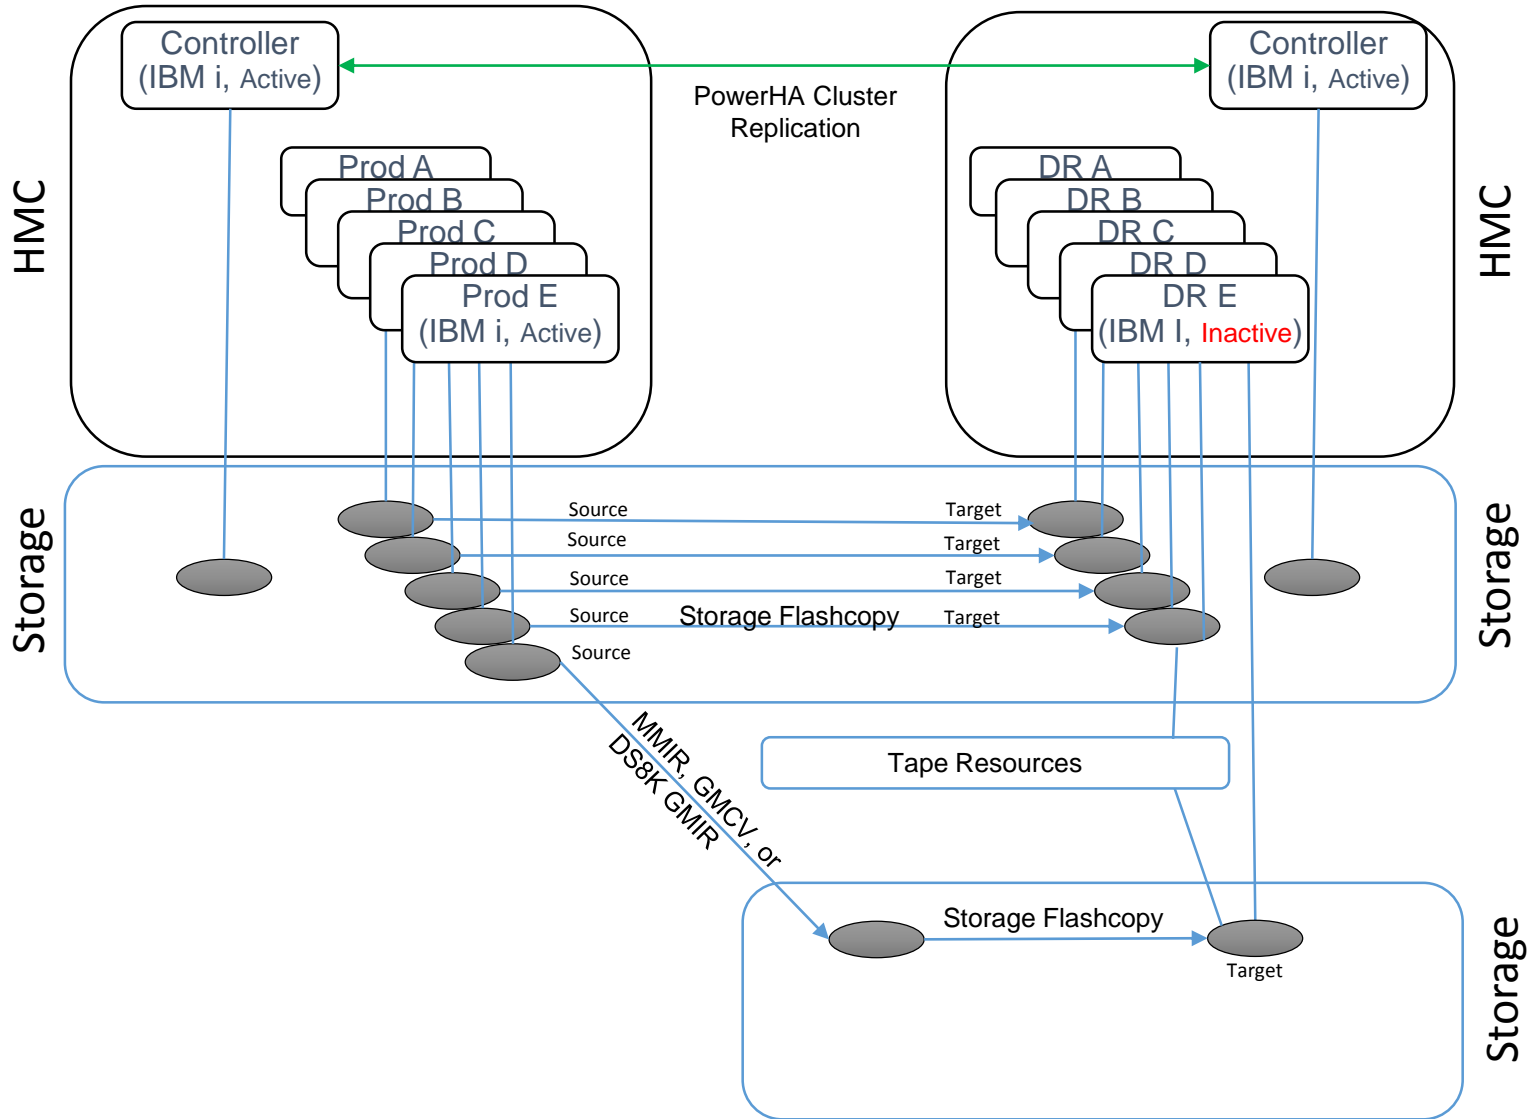 Controller
(IBM i, Active)
Controller
(IBM i, Active)
PowerHA Cluster
Replication
HMC
HMC
Prod A
Prod B
Prod C
Prod D
Prod E
(IBM i, Active)
DR A
DR B
DR C
DR D
DR E
(IBM I, Inactive)
Storage
Storage
Source
Target
Source
Target
Source
Target
Source
Storage Flashcopy
Target
Source
MMIR, GMCV, or
DS8K GMIR
Tape Resources
Storage Flashcopy
Target
Storage